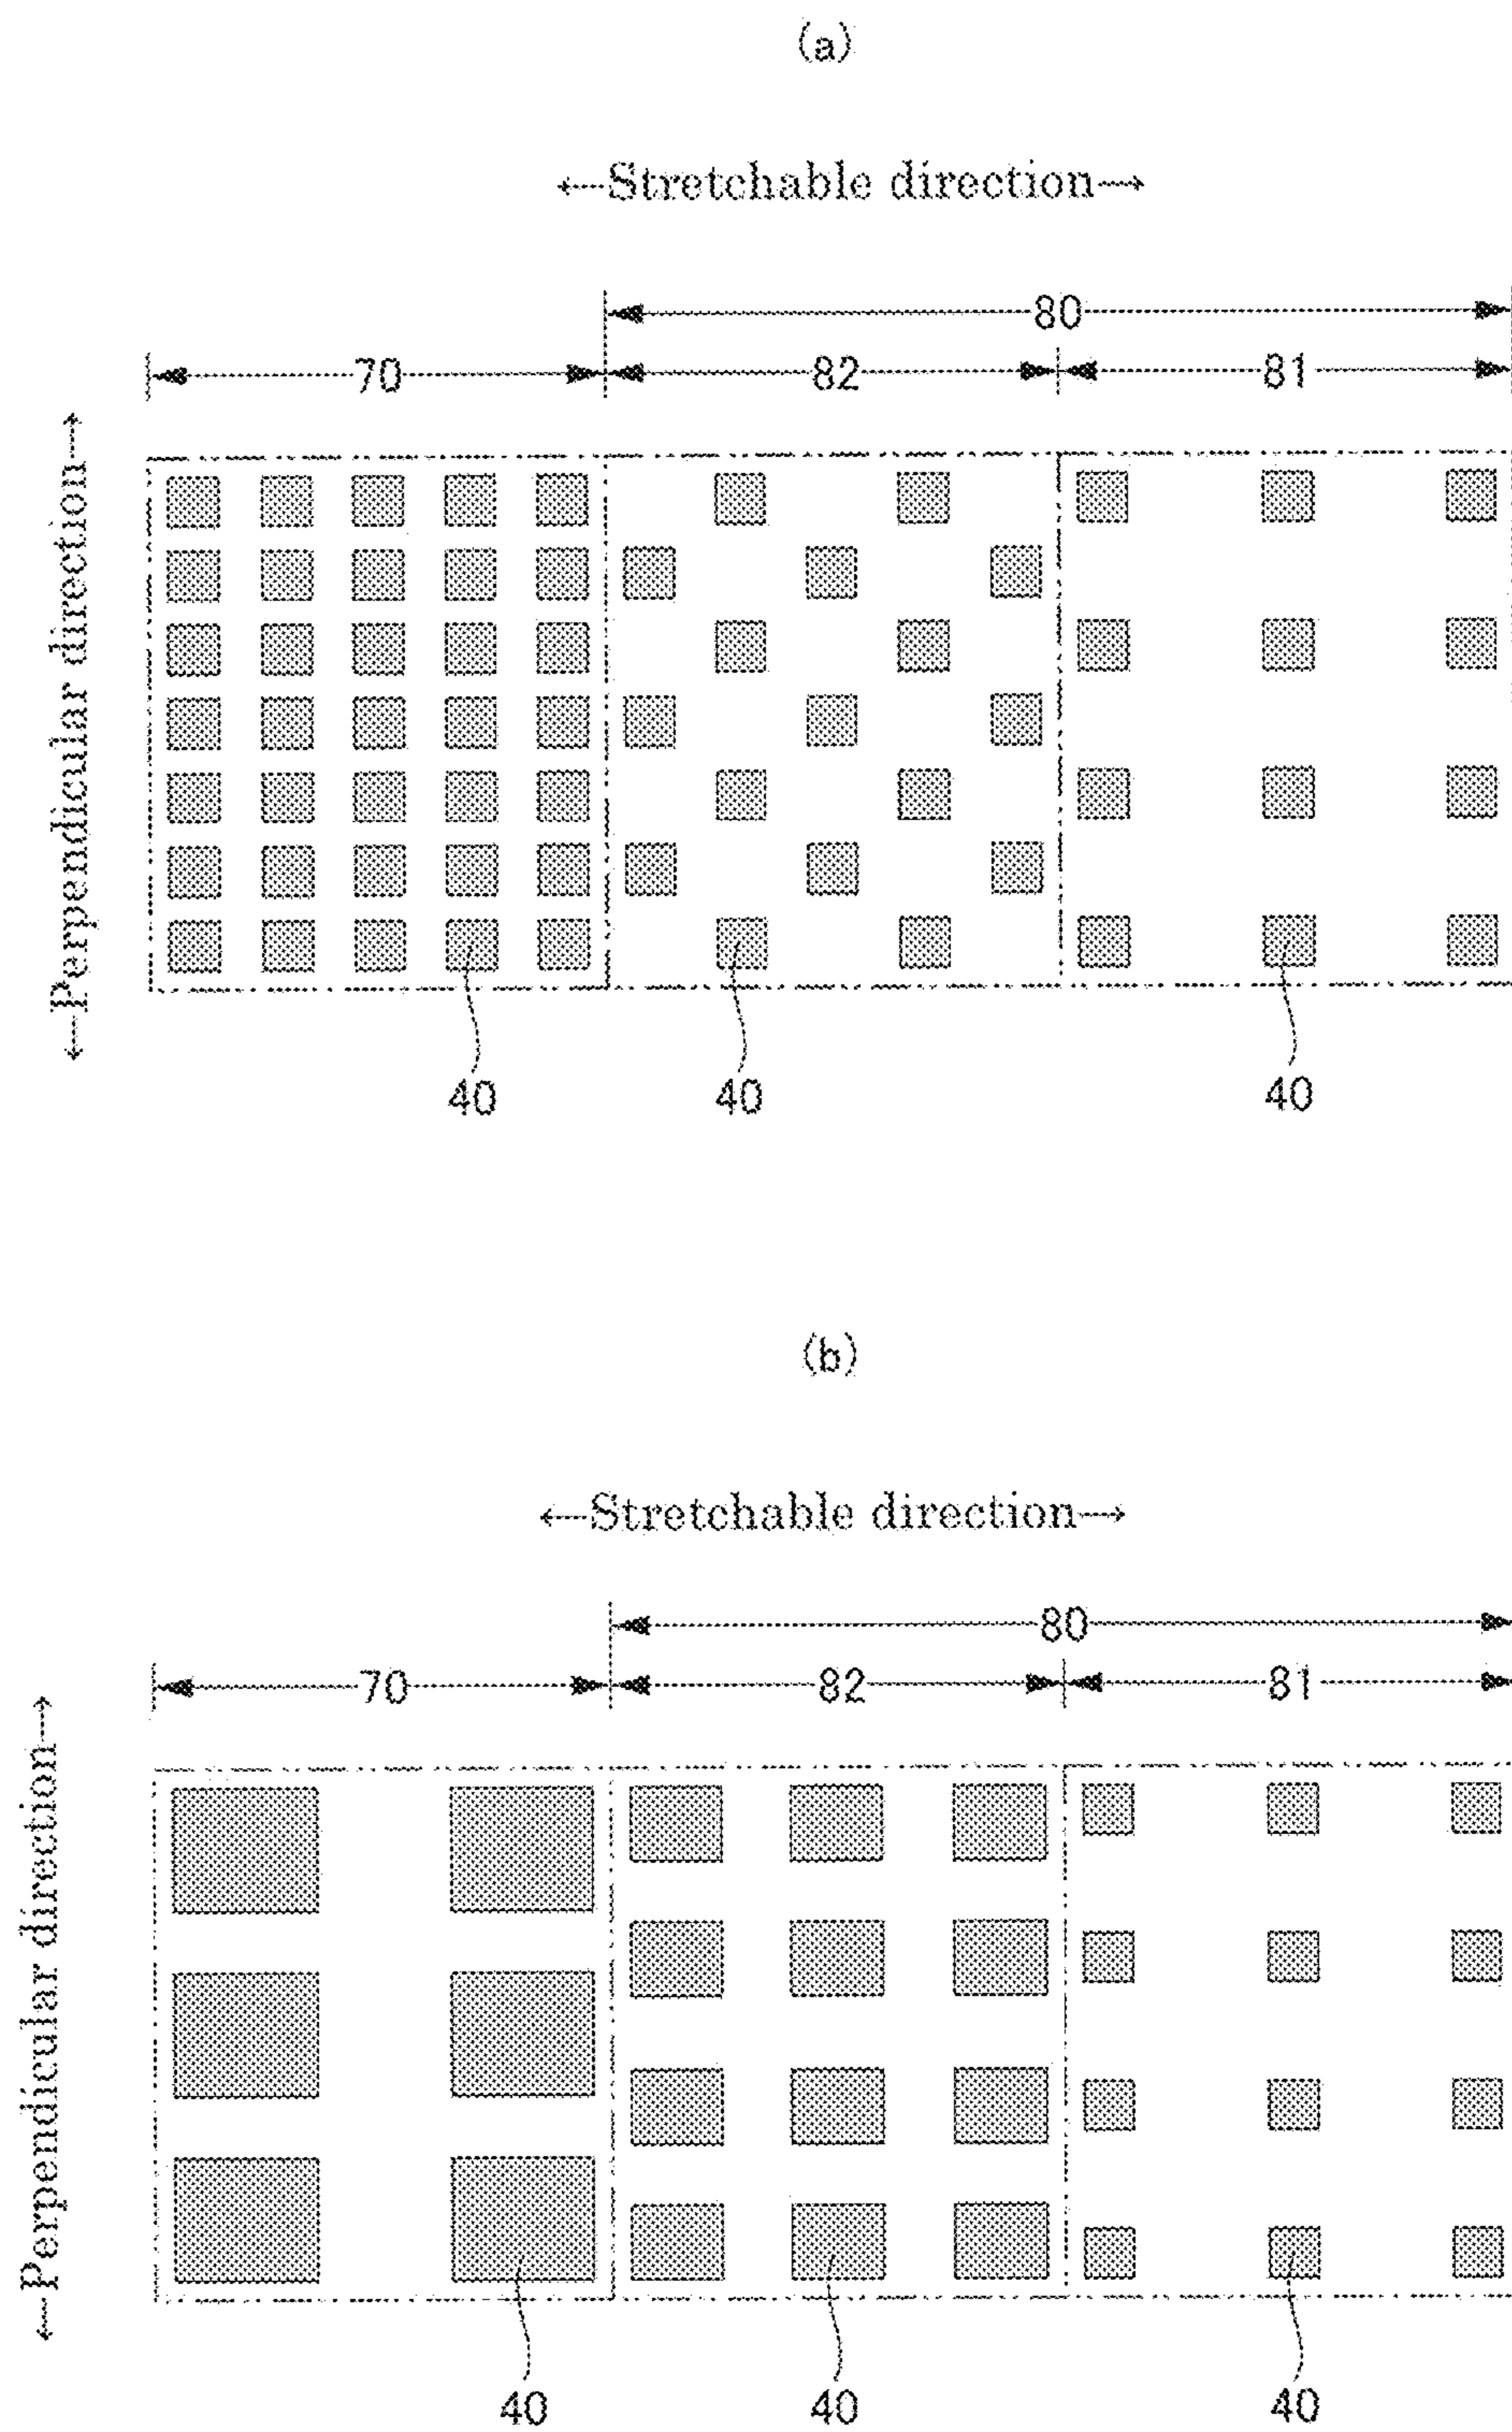 (a)
←Stretchable direction→
80
70
82
81
←Perpendicular direction→
40
40
40
(b)
←Stretchable direction→
80
70
82
81
←Perpendicular direction→
40
40
40